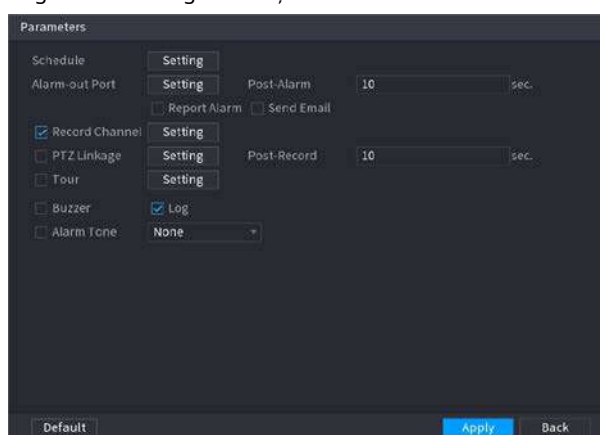 Parameters
Schedule Setting
Alarm-out Port Setting Post-Alarm 10 sec.
Report Alarm Send Email
Record Channel Setting
PTZ Linkage Setting Post-Record 10 sec.
Tour Setting
Buzzer Log
Alarm Tone None
Default Apply Back